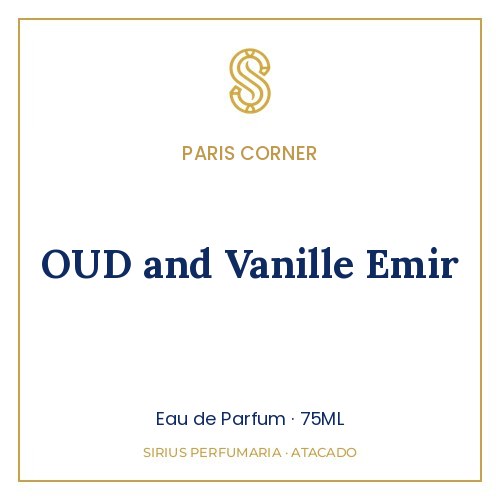 PARIS CORNER
OUD and Vanille Emir
Eau de Parfum · 75ML
SIRIUS PERFUMARIA · ATACADO